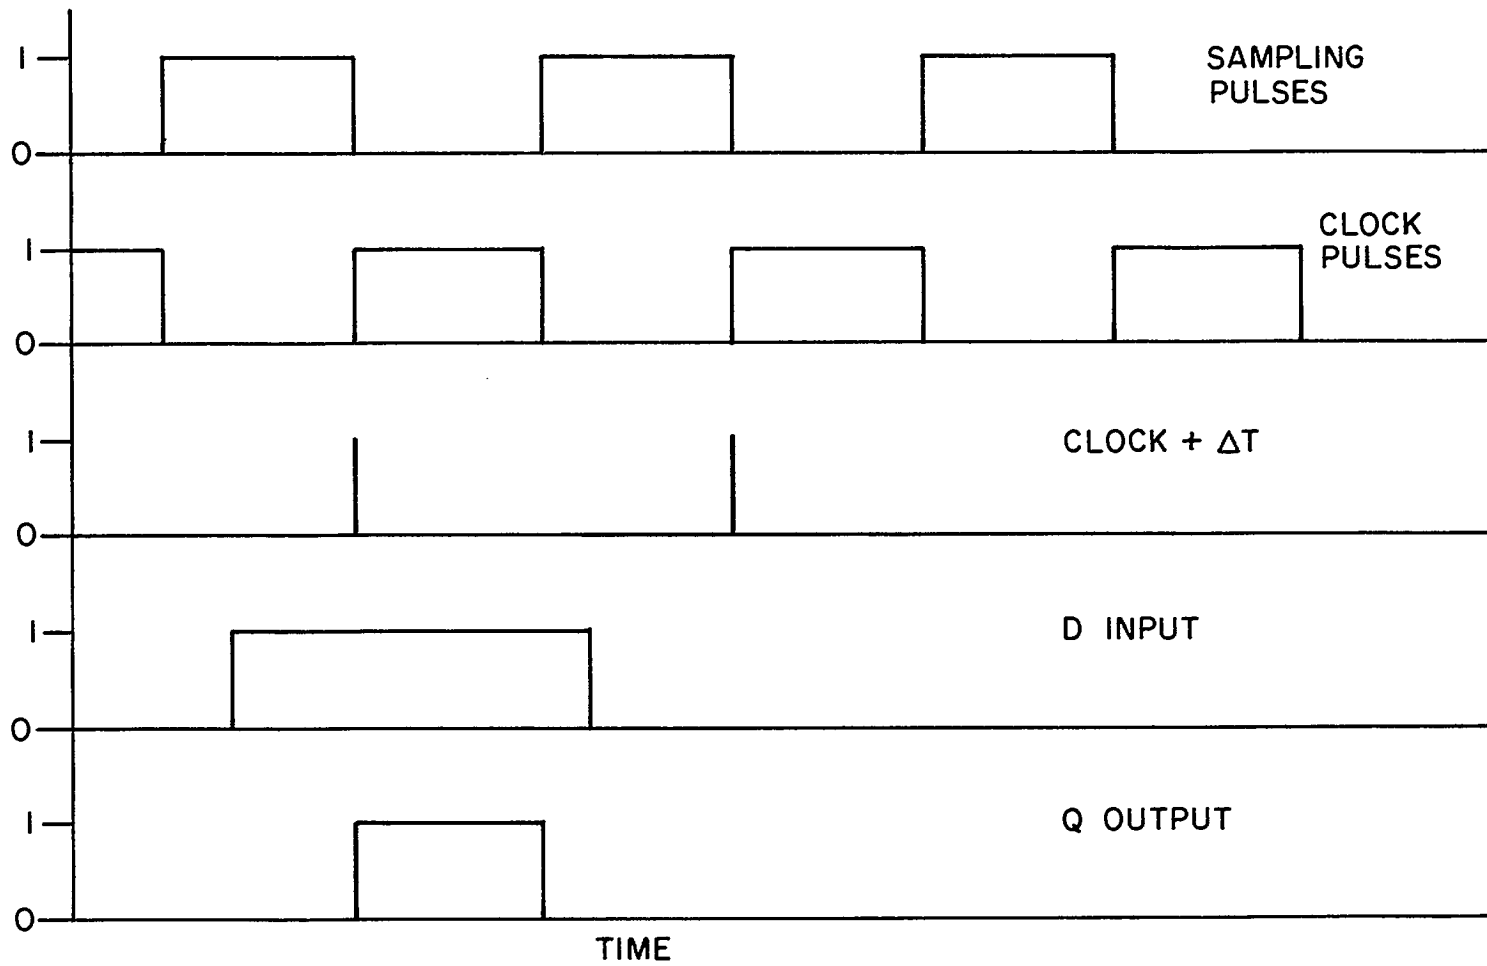 1
SAMPLING
PULSES
0
CLOCK
PULSES
1
0
1
CLOCK + ΔT
0
1
D INPUT
0
1
Q OUTPUT
0
TIME